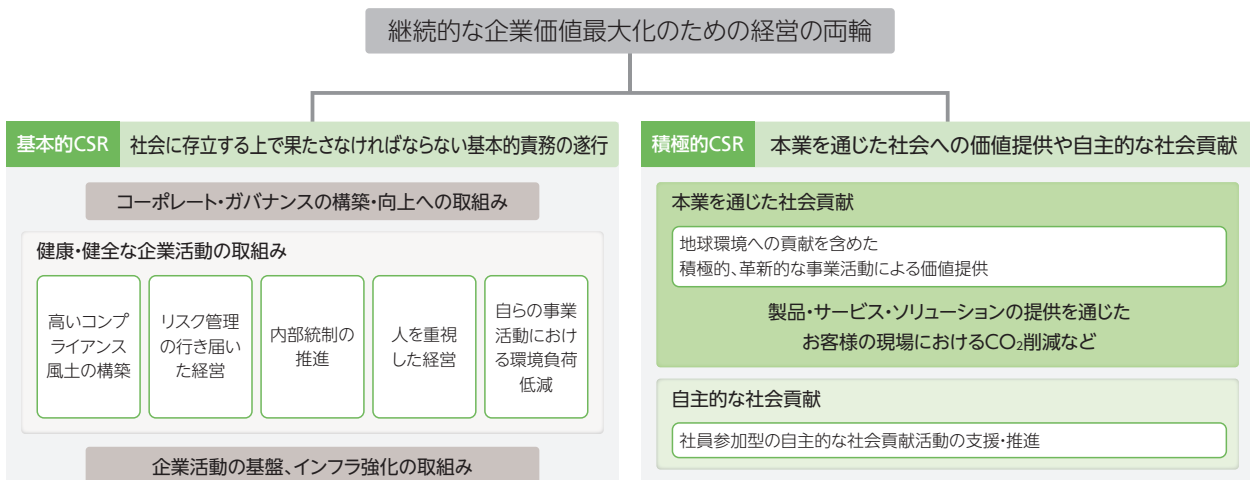 継続的な企業価値最大化のための経営の両輪
基本的CSR 社会に存立する上で果たさなければならない基本的責務の遂行
コーポレート・ガバナンスの構築・向上への取組み
健康・健全な企業活動の取組み
高いコンプ
ライアンス
風土の構築
リスク管理
の行き届い
た経営
内部統制の
推進
人を重視
した経営
自らの事業
活動におけ
る環境負荷
低減
企業活動の基盤、インフラ強化の取組み
積極的CSR 本業を通じた社会への価値提供や自主的な社会貢献
本業を通じた社会貢献
地球環境への貢献を含めた
積極的、革新的な事業活動による価値提供
製品・サービス・ソリューションの提供を通じた
お客様の現場におけるCO₂削減など
自主的な社会貢献
社員参加型の自主的な社会貢献活動の支援・推進